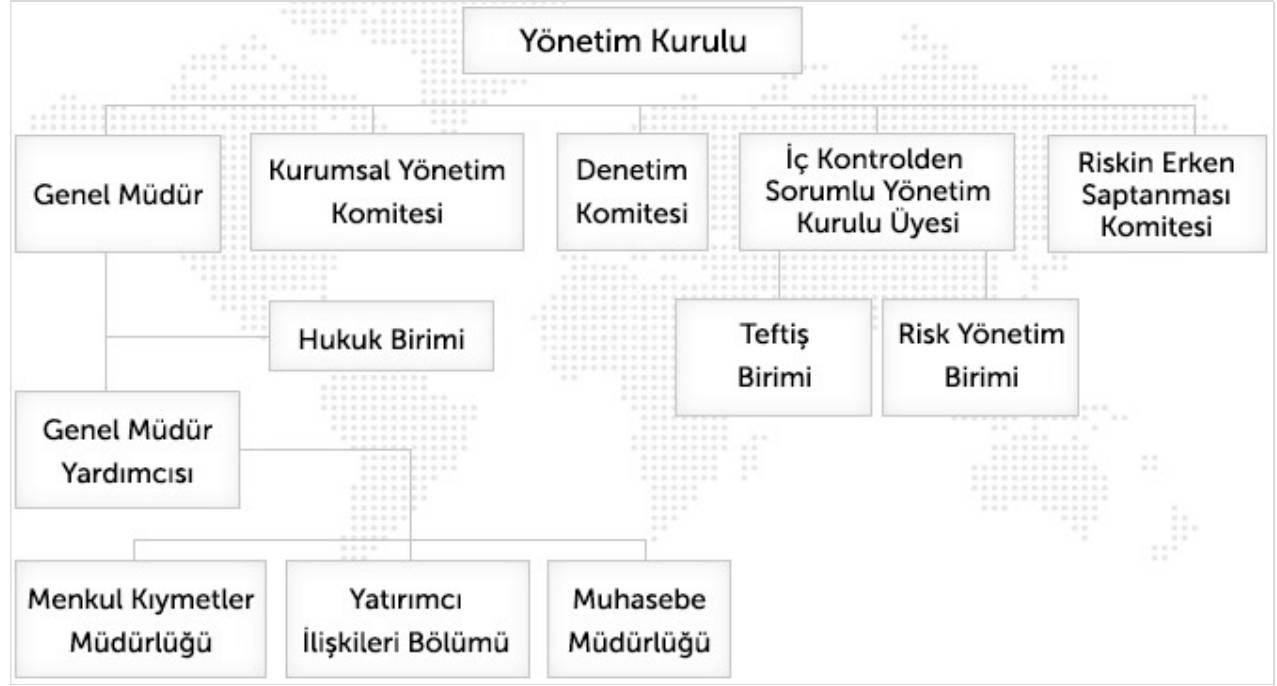 Yönetim Kurulu
Genel Müdür
Kurumsal Yönetim
Komitesi
Denetim
Komitesi
İç Kontrolden
Sorumlu Yönetim
Kurulu Üyesi
Riskin Erken
Saptanması
Komitesi
Hukuk Birimi
Teftiş
Birimi
Risk Yönetim
Birimi
Genel Müdür
Yardımcısı
Menkul Kıymetler
Müdürlüğü
Yatırımcı
İlişkileri Bölümü
Muhasebe
Müdürlüğü